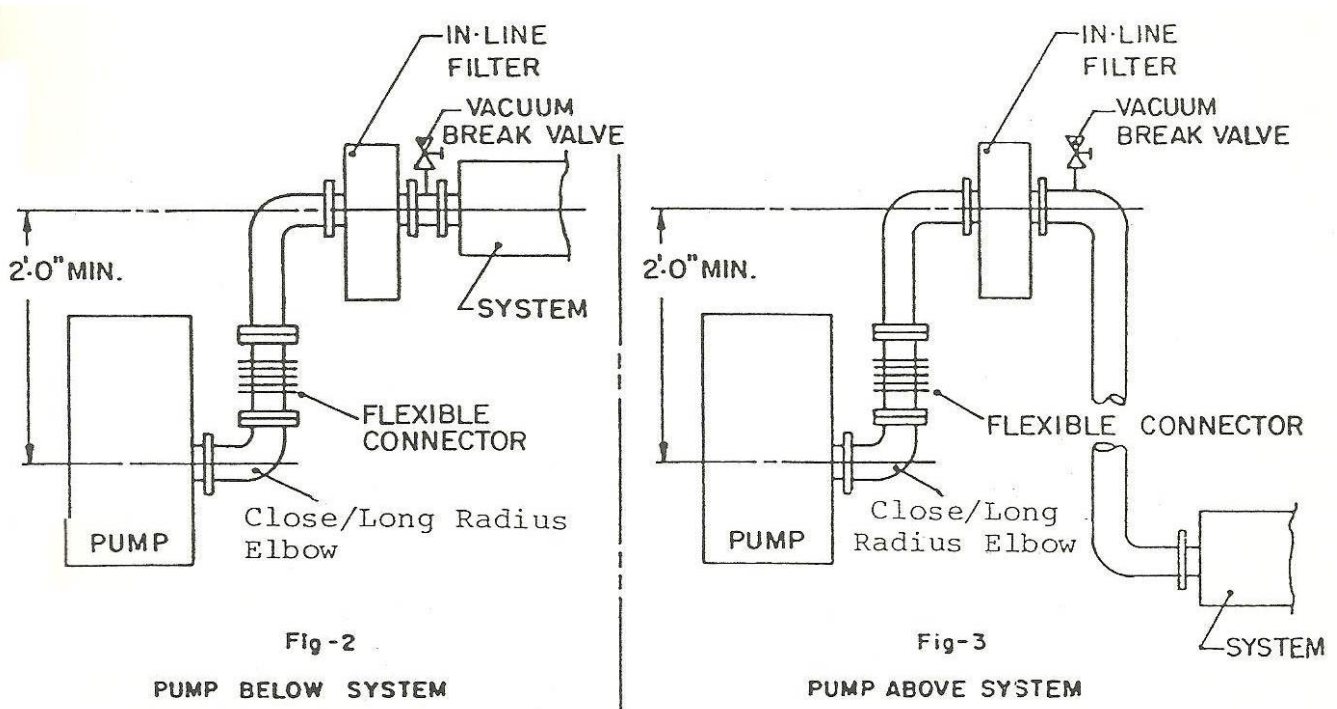 IN-LINE
FILTER
VACUUM
BREAK VALVE
2'-0" MIN.
SYSTEM
FLEXIBLE
CONNECTOR
Close/Long Radius
Elbow
PUMP
Fig-2
PUMP BELOW SYSTEM
IN-LINE
FILTER
VACUUM
BREAK VALVE
2'-0" MIN.
FLEXIBLE CONNECTOR
Close/Long
Radius Elbow
PUMP
SYSTEM
Fig-3
PUMP ABOVE SYSTEM